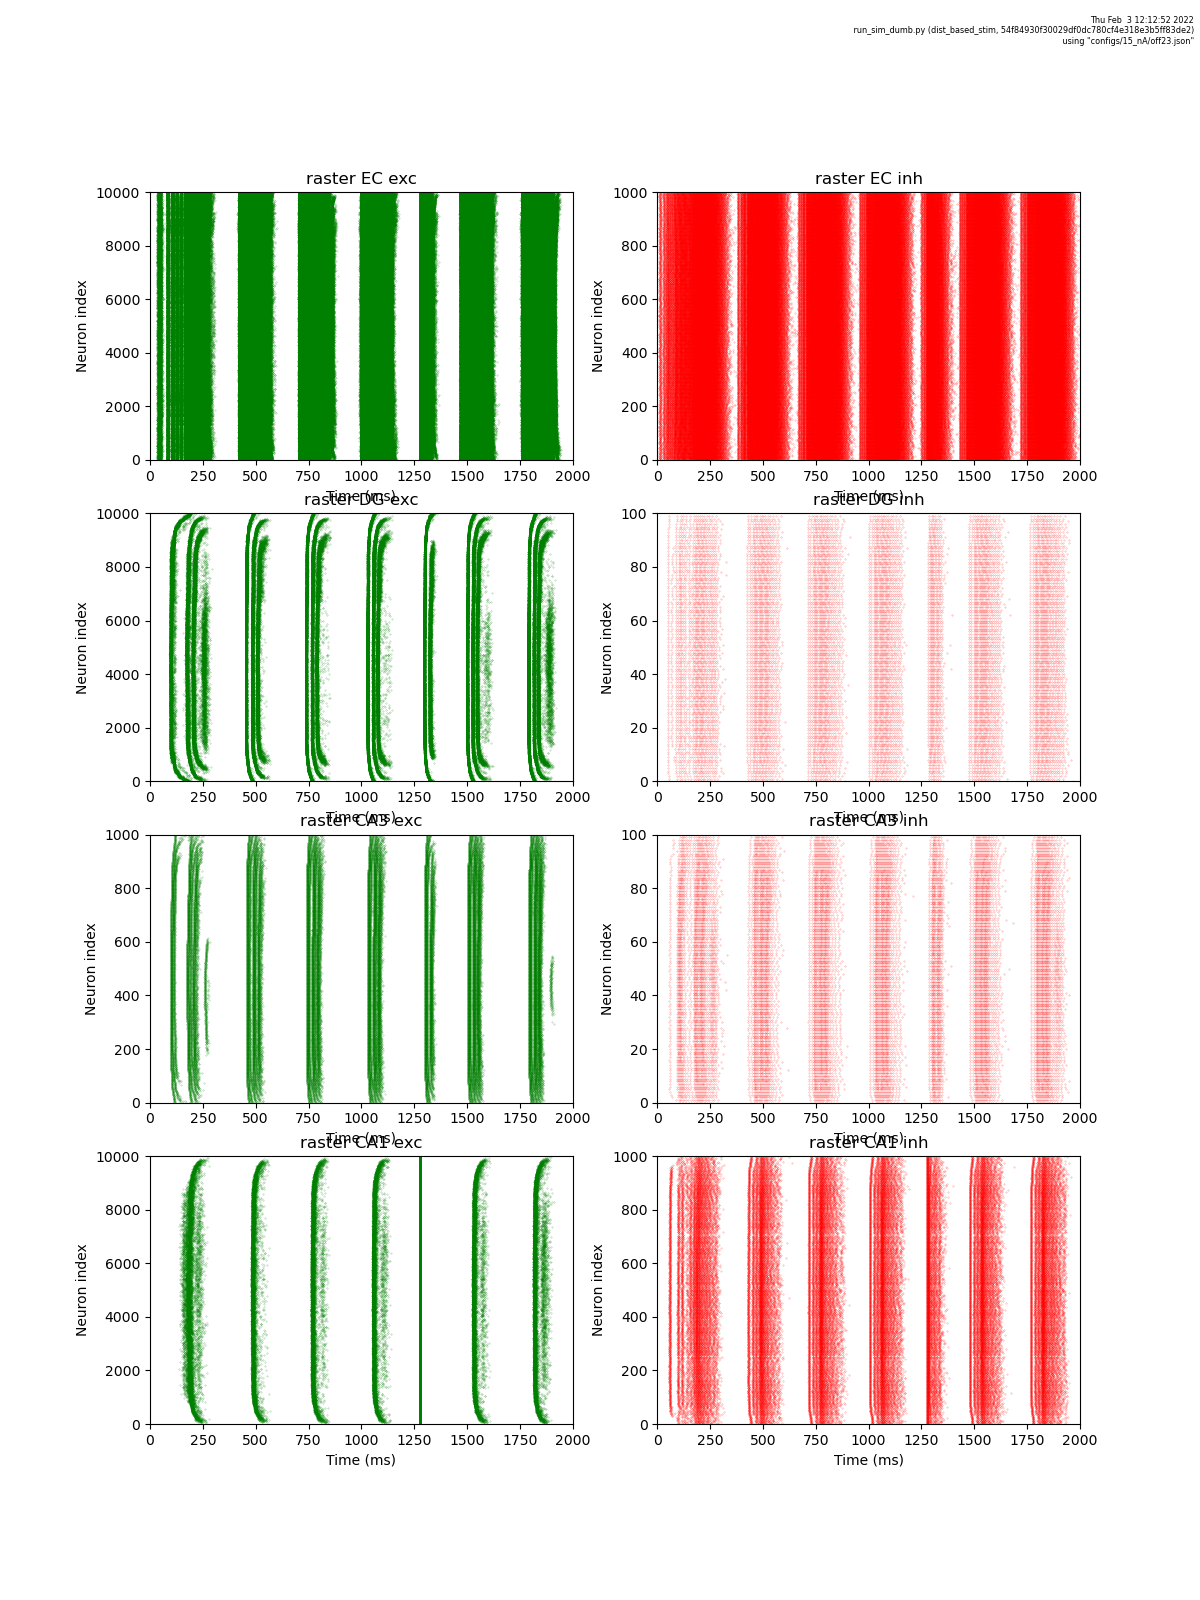 Thu Feb  3 12:12:52 2022
run_sim_dumb.py (dist_based_stim, 54f84930f30029df0dc780cf4e318e3b5ff83de2)
using "configs/15_nA/off23.json"
raster EC exc
raster EC inh
10000
8000
6000
4000
2000
0
Neuron index
0 250 500 750 1000 1250 1500 1750 2000
Time (ms)
1000
800
600
400
200
0
Neuron index
0 250 500 750 1000 1250 1500 1750 2000
Time (ms)
raster DG exc
raster DG inh
10000
8000
6000
4000
2000
0
Neuron index
0 250 500 750 1000 1250 1500 1750 2000
Time (ms)
100
80
60
40
20
0
Neuron index
0 250 500 750 1000 1250 1500 1750 2000
Time (ms)
raster CA3 exc
raster CA3 inh
1000
800
600
400
200
0
Neuron index
0 250 500 750 1000 1250 1500 1750 2000
Time (ms)
100
80
60
40
20
0
Neuron index
0 250 500 750 1000 1250 1500 1750 2000
Time (ms)
raster CA1 exc
raster CA1 inh
10000
8000
6000
4000
2000
0
Neuron index
0 250 500 750 1000 1250 1500 1750 2000
Time (ms)
1000
800
600
400
200
0
Neuron index
0 250 500 750 1000 1250 1500 1750 2000
Time (ms)